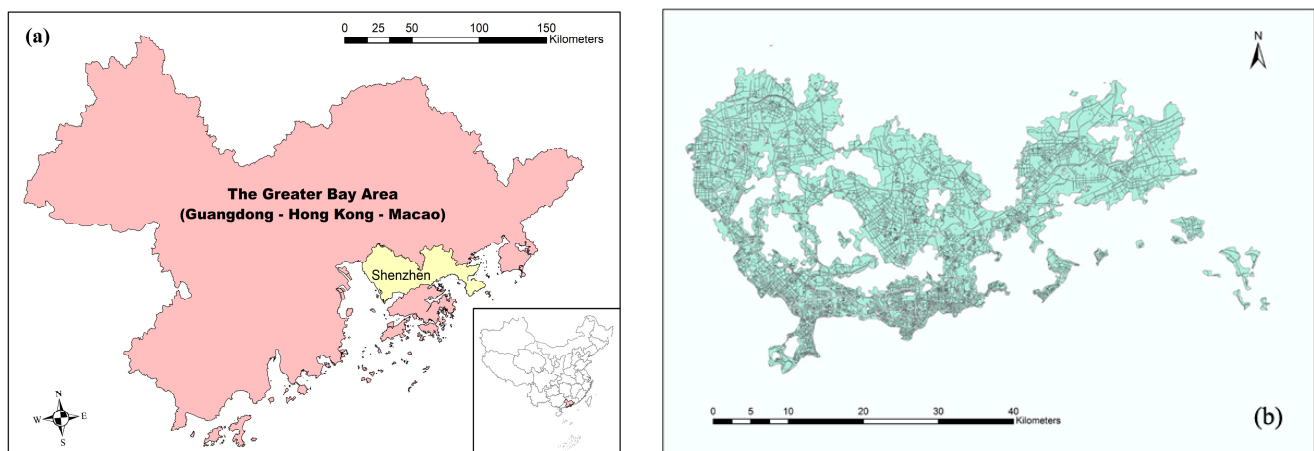 (a)
0 25 50 100 150
Kilometers
The Greater Bay Area
(Guangdong - Hong Kong - Macao)
Shenzhen
N
W E
S
N
0 5 10 20 30 40
Kilometers
(b)